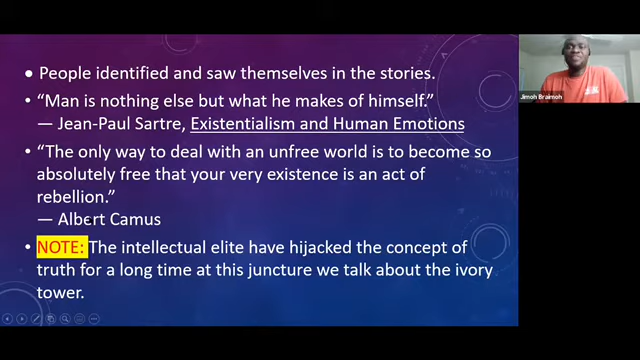 • People identified and saw themselves in the stories.
• “Man is nothing else but what he makes of himself.”
― Jean-Paul Sartre, Existentialism and Human Emotions
• “The only way to deal with an unfree world is to become so
absolutely free that your very existence is an act of
rebellion.”
― Albert Camus
• NOTE: The intellectual elite have hijacked the concept of
truth for a long time at this juncture we talk about the ivory
tower.
Jimoh Braimoh